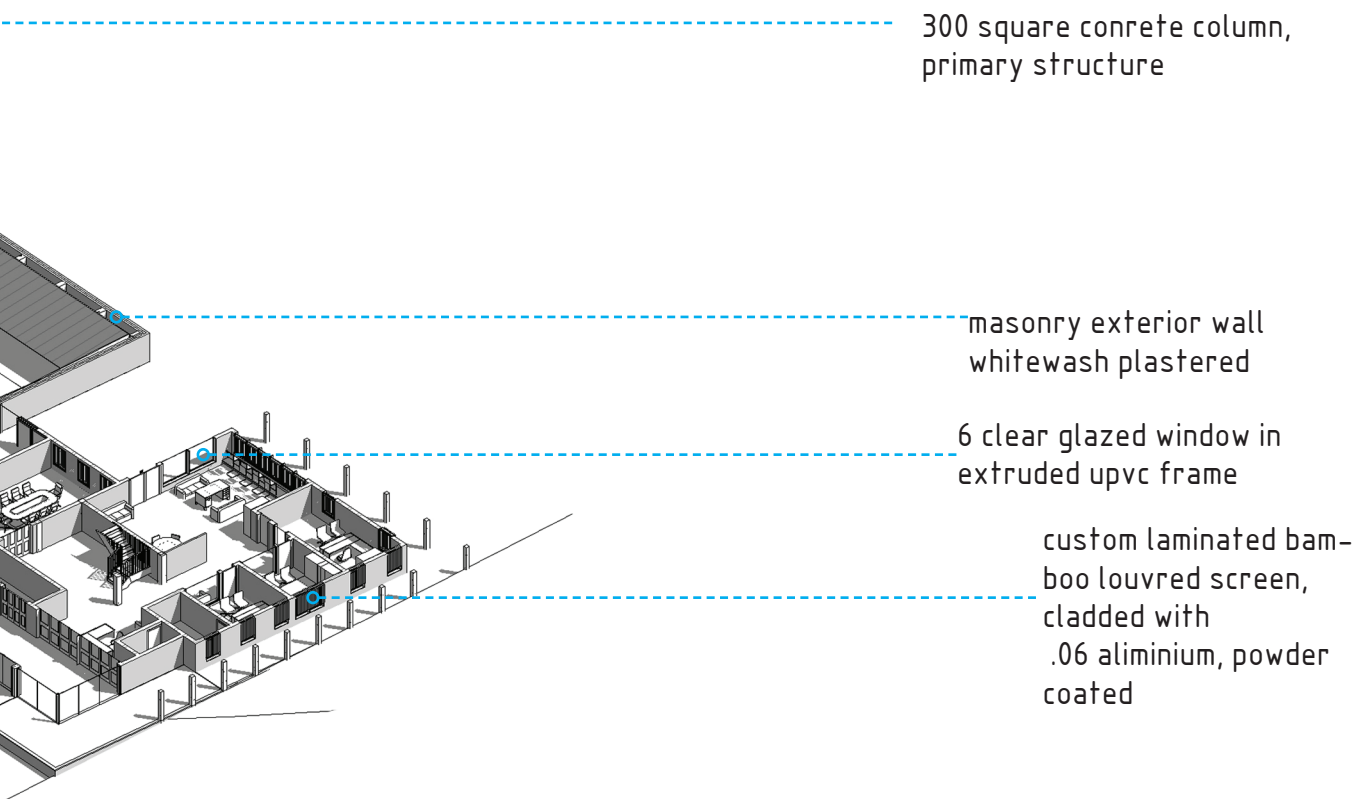 300 square conrete column,
primary structure
masonry exterior wall
whitewash plastered
6 clear glazed window in
extruded upvc frame
custom laminated bam-
boo louvred screen,
cladded with
.06 aliminium, powder
coated